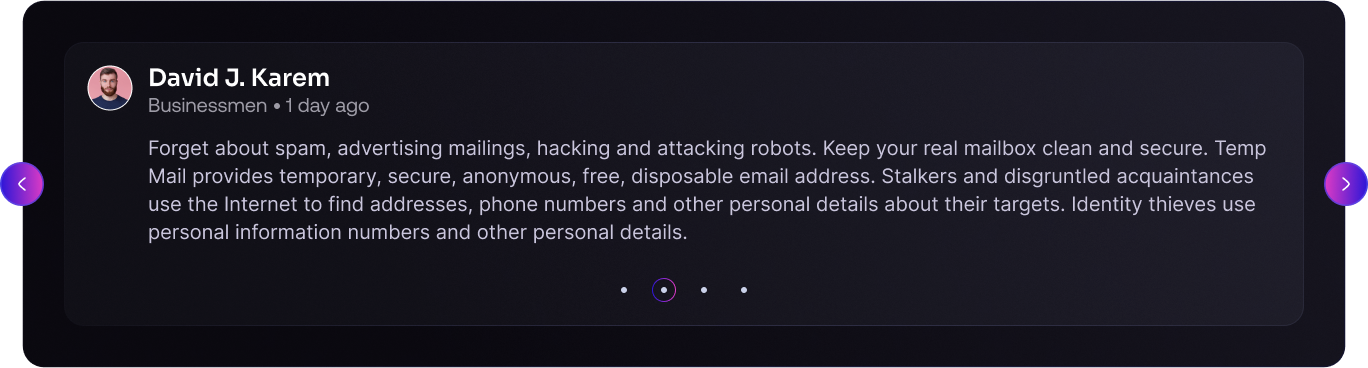 David J. Karem
Businessmen • 1 day ago
Forget about spam, advertising mailings, hacking and attacking robots. Keep your real mailbox clean and secure. Temp
Mail provides temporary, secure, anonymous, free, disposable email address. Stalkers and disgruntled acquaintances
use the Internet to find addresses, phone numbers and other personal details about their targets. Identity thieves use
personal information numbers and other personal details.